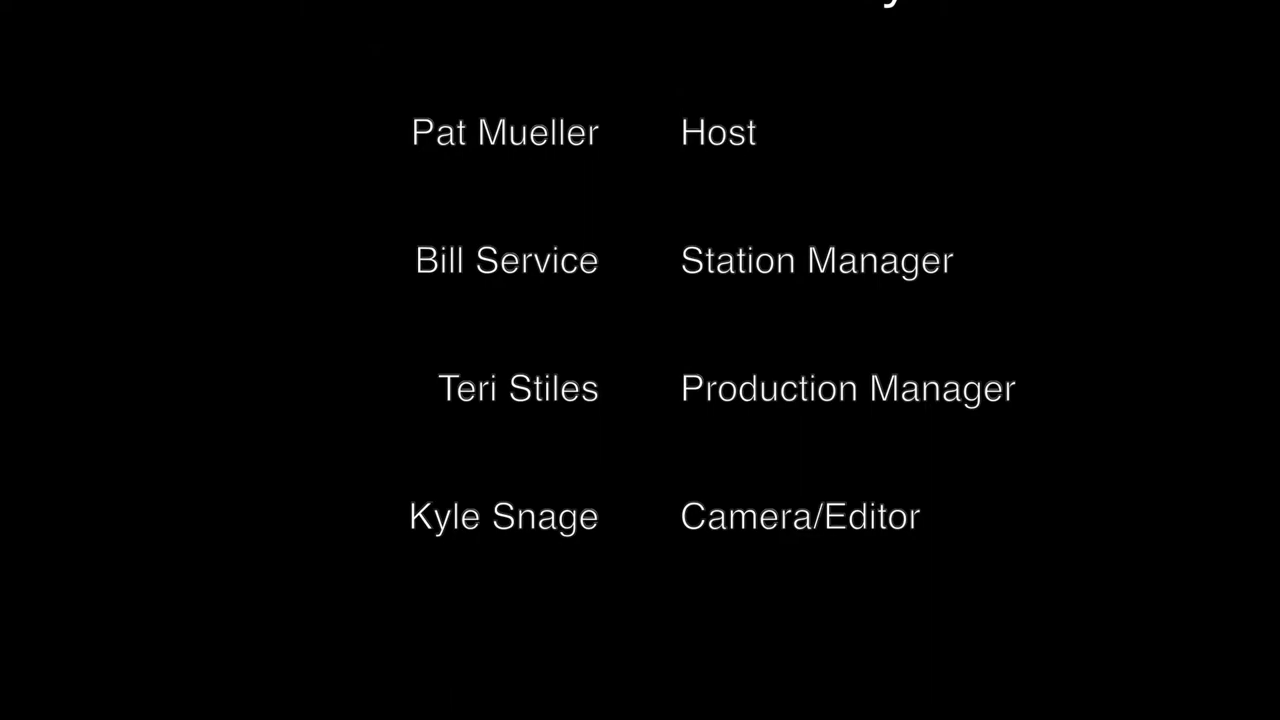 Pat Mueller Host
Bill Service Station Manager
Teri Stiles Production Manager
Kyle Snage Camera/Editor